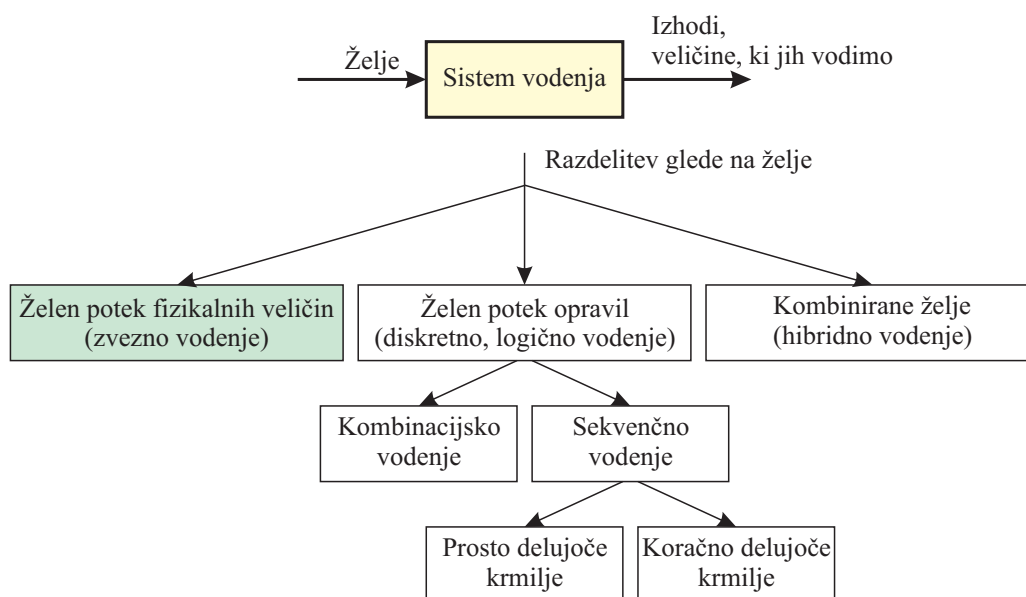 Želje
Sistem vodenja
Izhodi,
veličine, ki jih vodimo
Razdelitev glede na želje
Želen potek fizikalnih veličin
(zvezno vodenje)
Želen potek opravil
(diskretno, logično vodenje)
Kombinirane želje
(hibridno vodenje)
Kombinacijsko
vodenje
Sekvenčno
vodenje
Prosto delujoče
krmilje
Koračno delujoče
krmilje